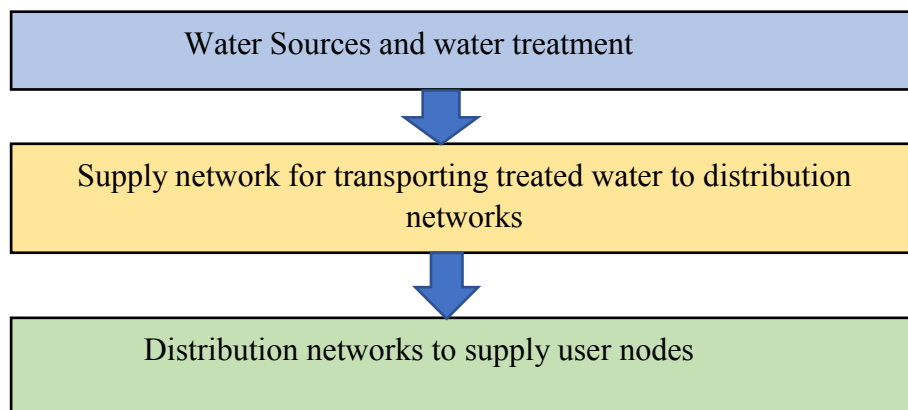 Water Sources and water treatment
Supply network for transporting treated water to distribution
networks
Distribution networks to supply user nodes